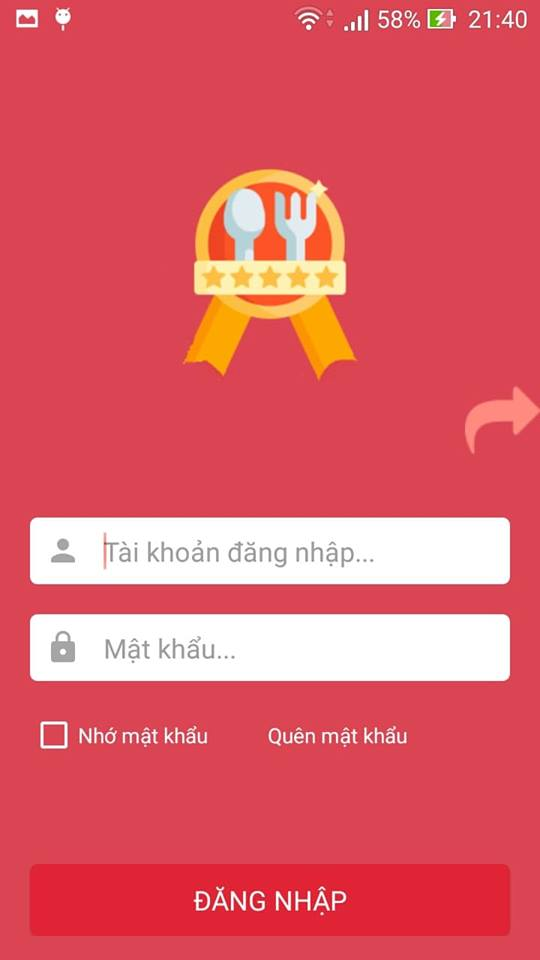 58% 21:40
Tài khoản đăng nhập...
Mật khẩu...
Nhớ mật khẩu Quên mật khẩu
ĐĂNG NHẬP